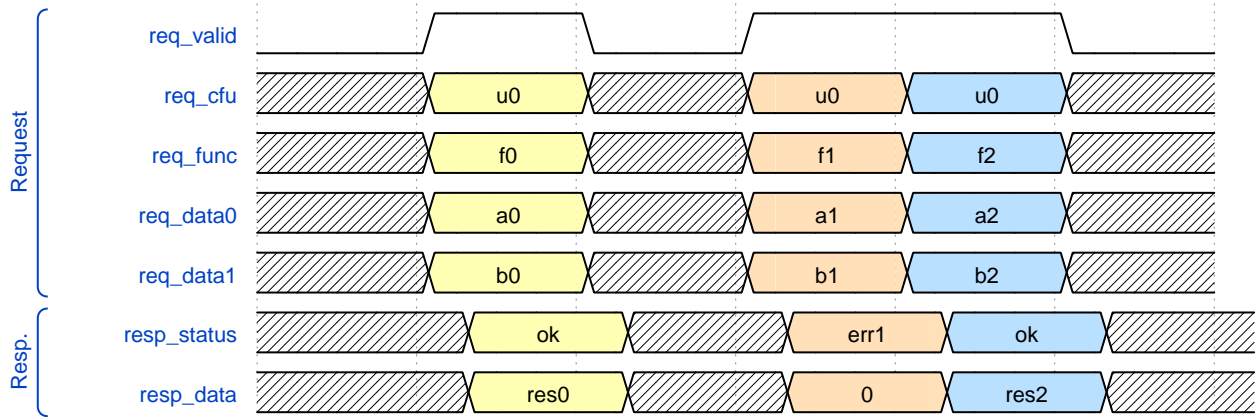 Request
req_valid
req_cfu u0 u0 u0
req_func f0 f1 f2
req_data0 a0 a1 a2
req_data1 b0 b1 b2
Resp.
resp_status ok err1 ok
resp_data res0 0 res2